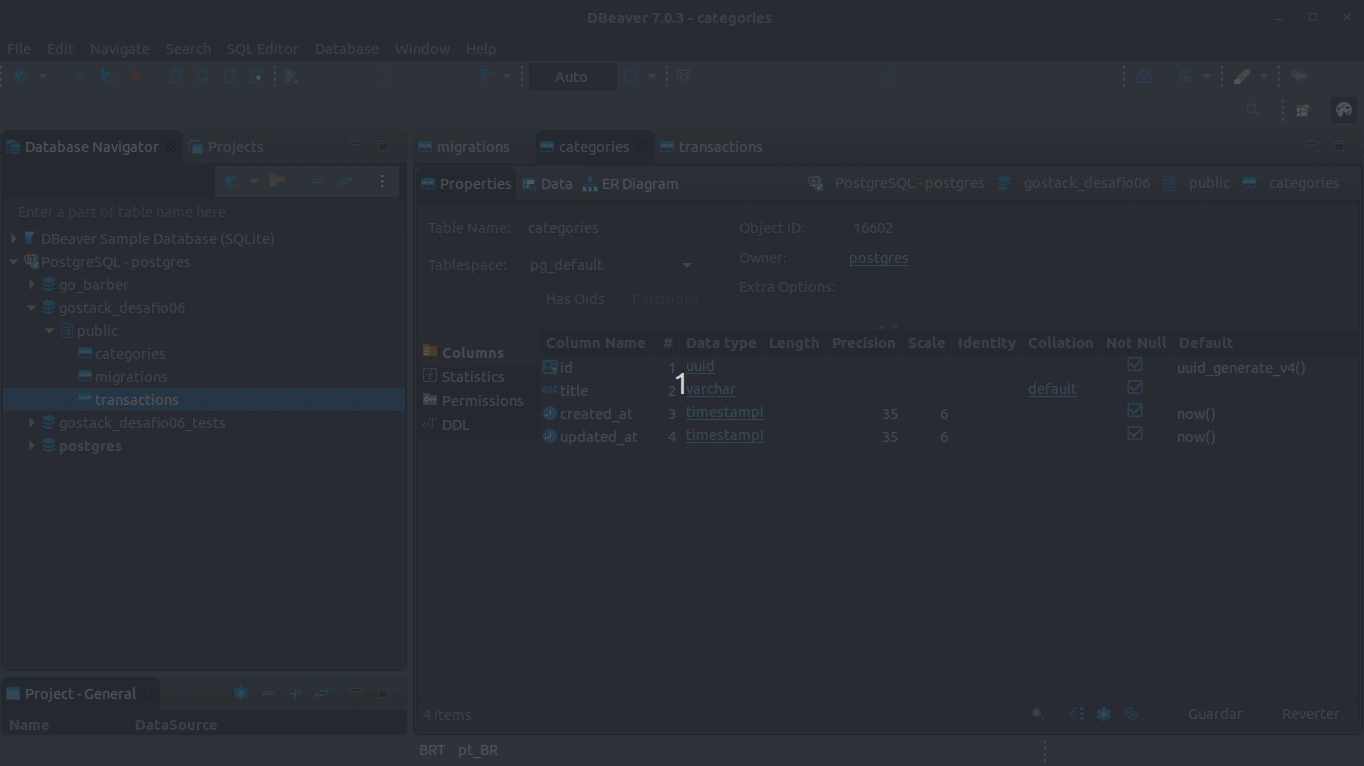 DBeaver 7.0.3 - categories
File Edit Navigate Search SQL Editor Database Window Help
Auto
Database Navigator Projects
migrations categories transactions
Properties Data ER Diagram PostgreSQL - postgres gostack_desafio06 public categories
Enter a part of table name here
DBeaver Sample Database (SQLite)
PostgreSQL - postgres
go_barber
gostack_desafio06
public
categories
migrations
transactions
gostack_desafio06_tests
postgres
Table Name: categories Object ID: 16602
Tablespace: pg_default Owner: postgres
Has Oids Partitions Extra Options:
Columns
Statistics
Permissions
DDL
Column Name # Data type Length Precision Scale Identity Collation Not Null Default
id 1 uuid uuid_generate_v4()
1
ABC title 2 varchar default
created_at 3 timestampl 35 6 now()
updated_at 4 timestampl 35 6 now()
4 items Guardar Reverter
Project - General
Name DataSource
BRT pt_BR